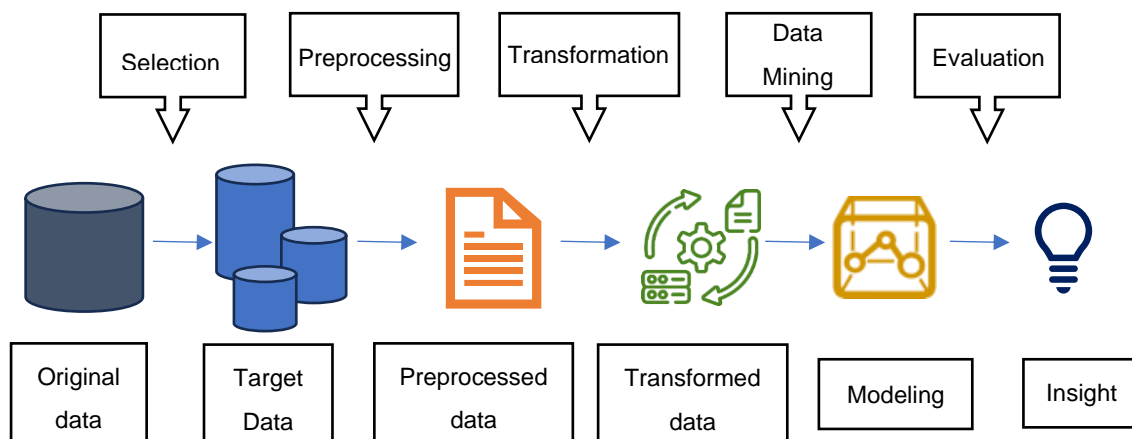 Selection
Preprocessing
Transformation
Data
Mining
Evaluation
Original
data
Target
Data
Preprocessed
data
Transformed
data
Modeling
Insight